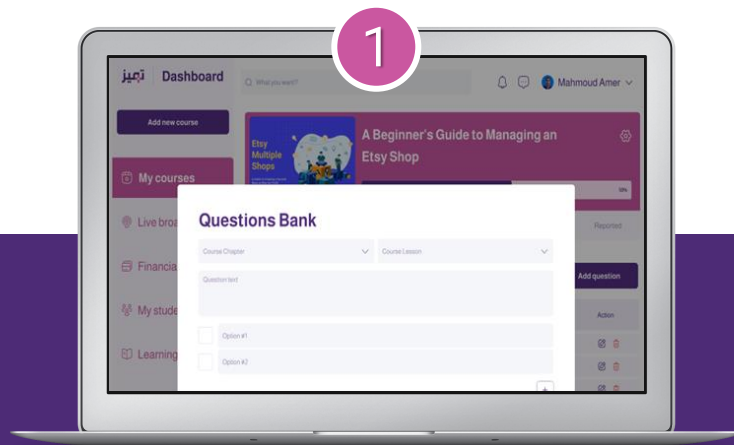 1
تميز Dashboard
What you want?
Mahmoud Amer
Add new course
Etsy
Multiple
Shops
A Beginner's Guide to Managing an
Etsy Shop
My courses
Questions Bank
Live broa
Reported
Course Chapter
Course Lesson
Financia
Question text
Add question
My stude
Action
Option #1
Option #2
Learning
+